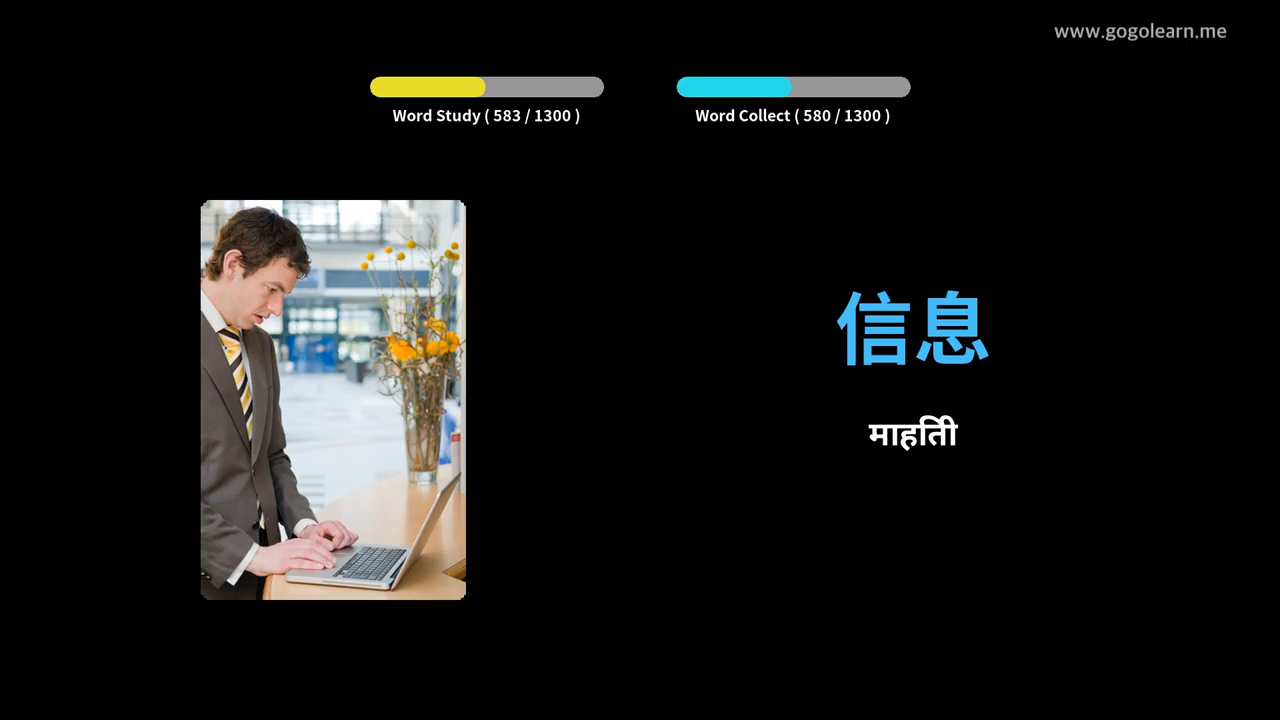 www.gogolearn.me
Word Study ( 583 / 1300 )
Word Collect ( 580 / 1300 )
信息
माहिती